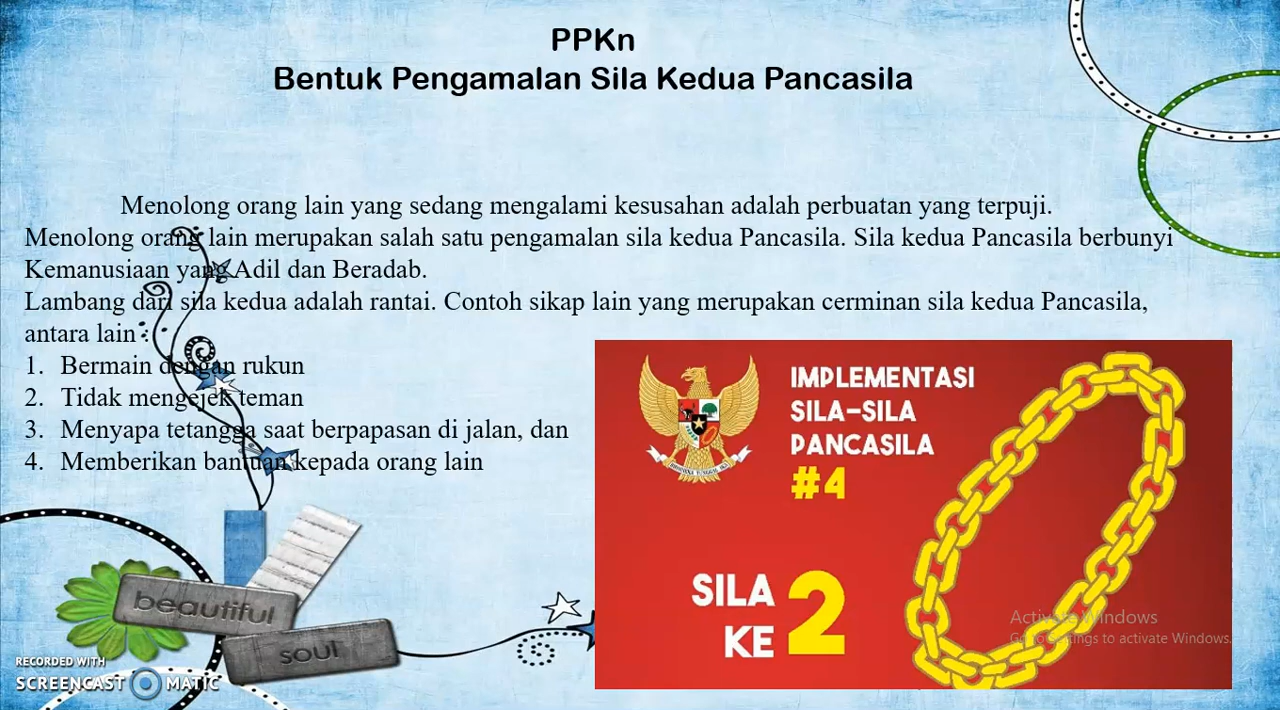 PPKn
Bentuk Pengamalan Sila Kedua Pancasila
Menolong orang lain yang sedang mengalami kesusahan adalah perbuatan yang terpuji.
Menolong orang lain merupakan salah satu pengamalan sila kedua Pancasila. Sila kedua Pancasila berbunyi
Kemanusiaan yang Adil dan Beradab.
Lambang dari sila kedua adalah rantai. Contoh sikap lain yang merupakan cerminan sila kedua Pancasila,
antara lain :
1. Bermain dengan rukun
2. Tidak mengejek teman
3. Menyapa tetangga saat berpapasan di jalan, dan
4. Memberikan bantuan kepada orang lain
IMPLEMENTASI
SILA-SILA
PANCASILA
#4
SILA
KE 2
beautiful
soul
Activate Windows
Go to Settings to activate Windows.
RECORDED WITH
SCREENCAST MATIC